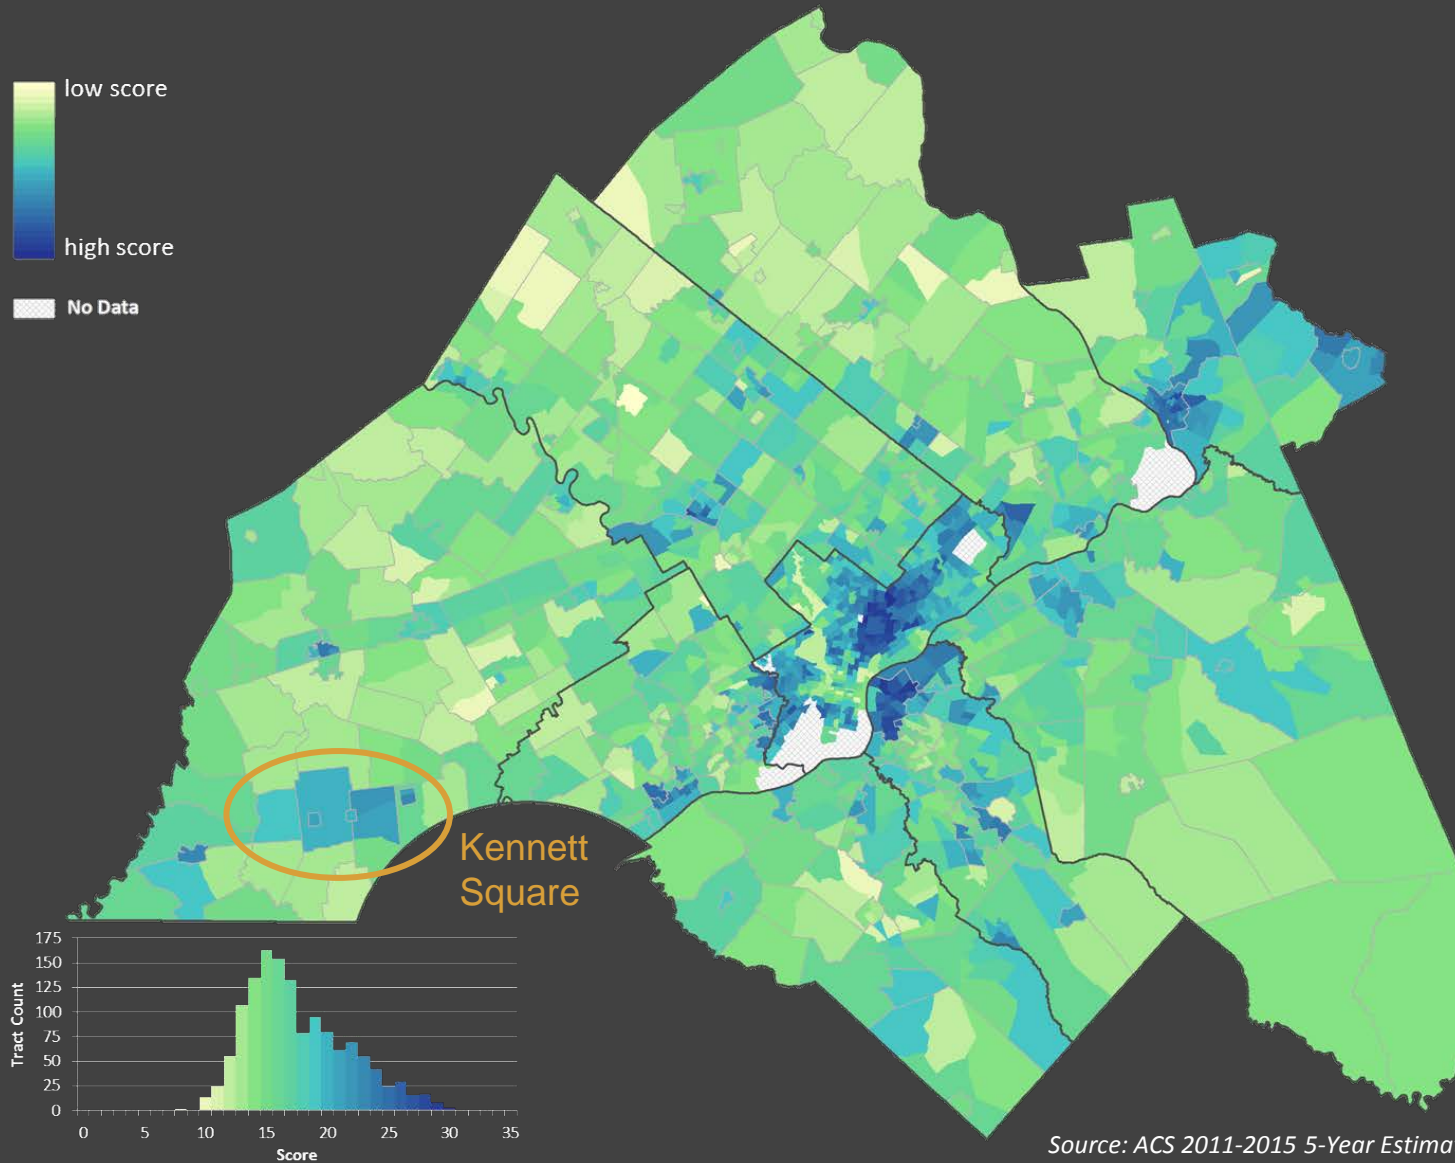 low score
high score
No Data
Kennett
Square
175
150
125
100
75
50
25
0
Tract Count
0 5 10 15 20 25 30 35
Score
Source: ACS 2011-2015 5-Year Estima